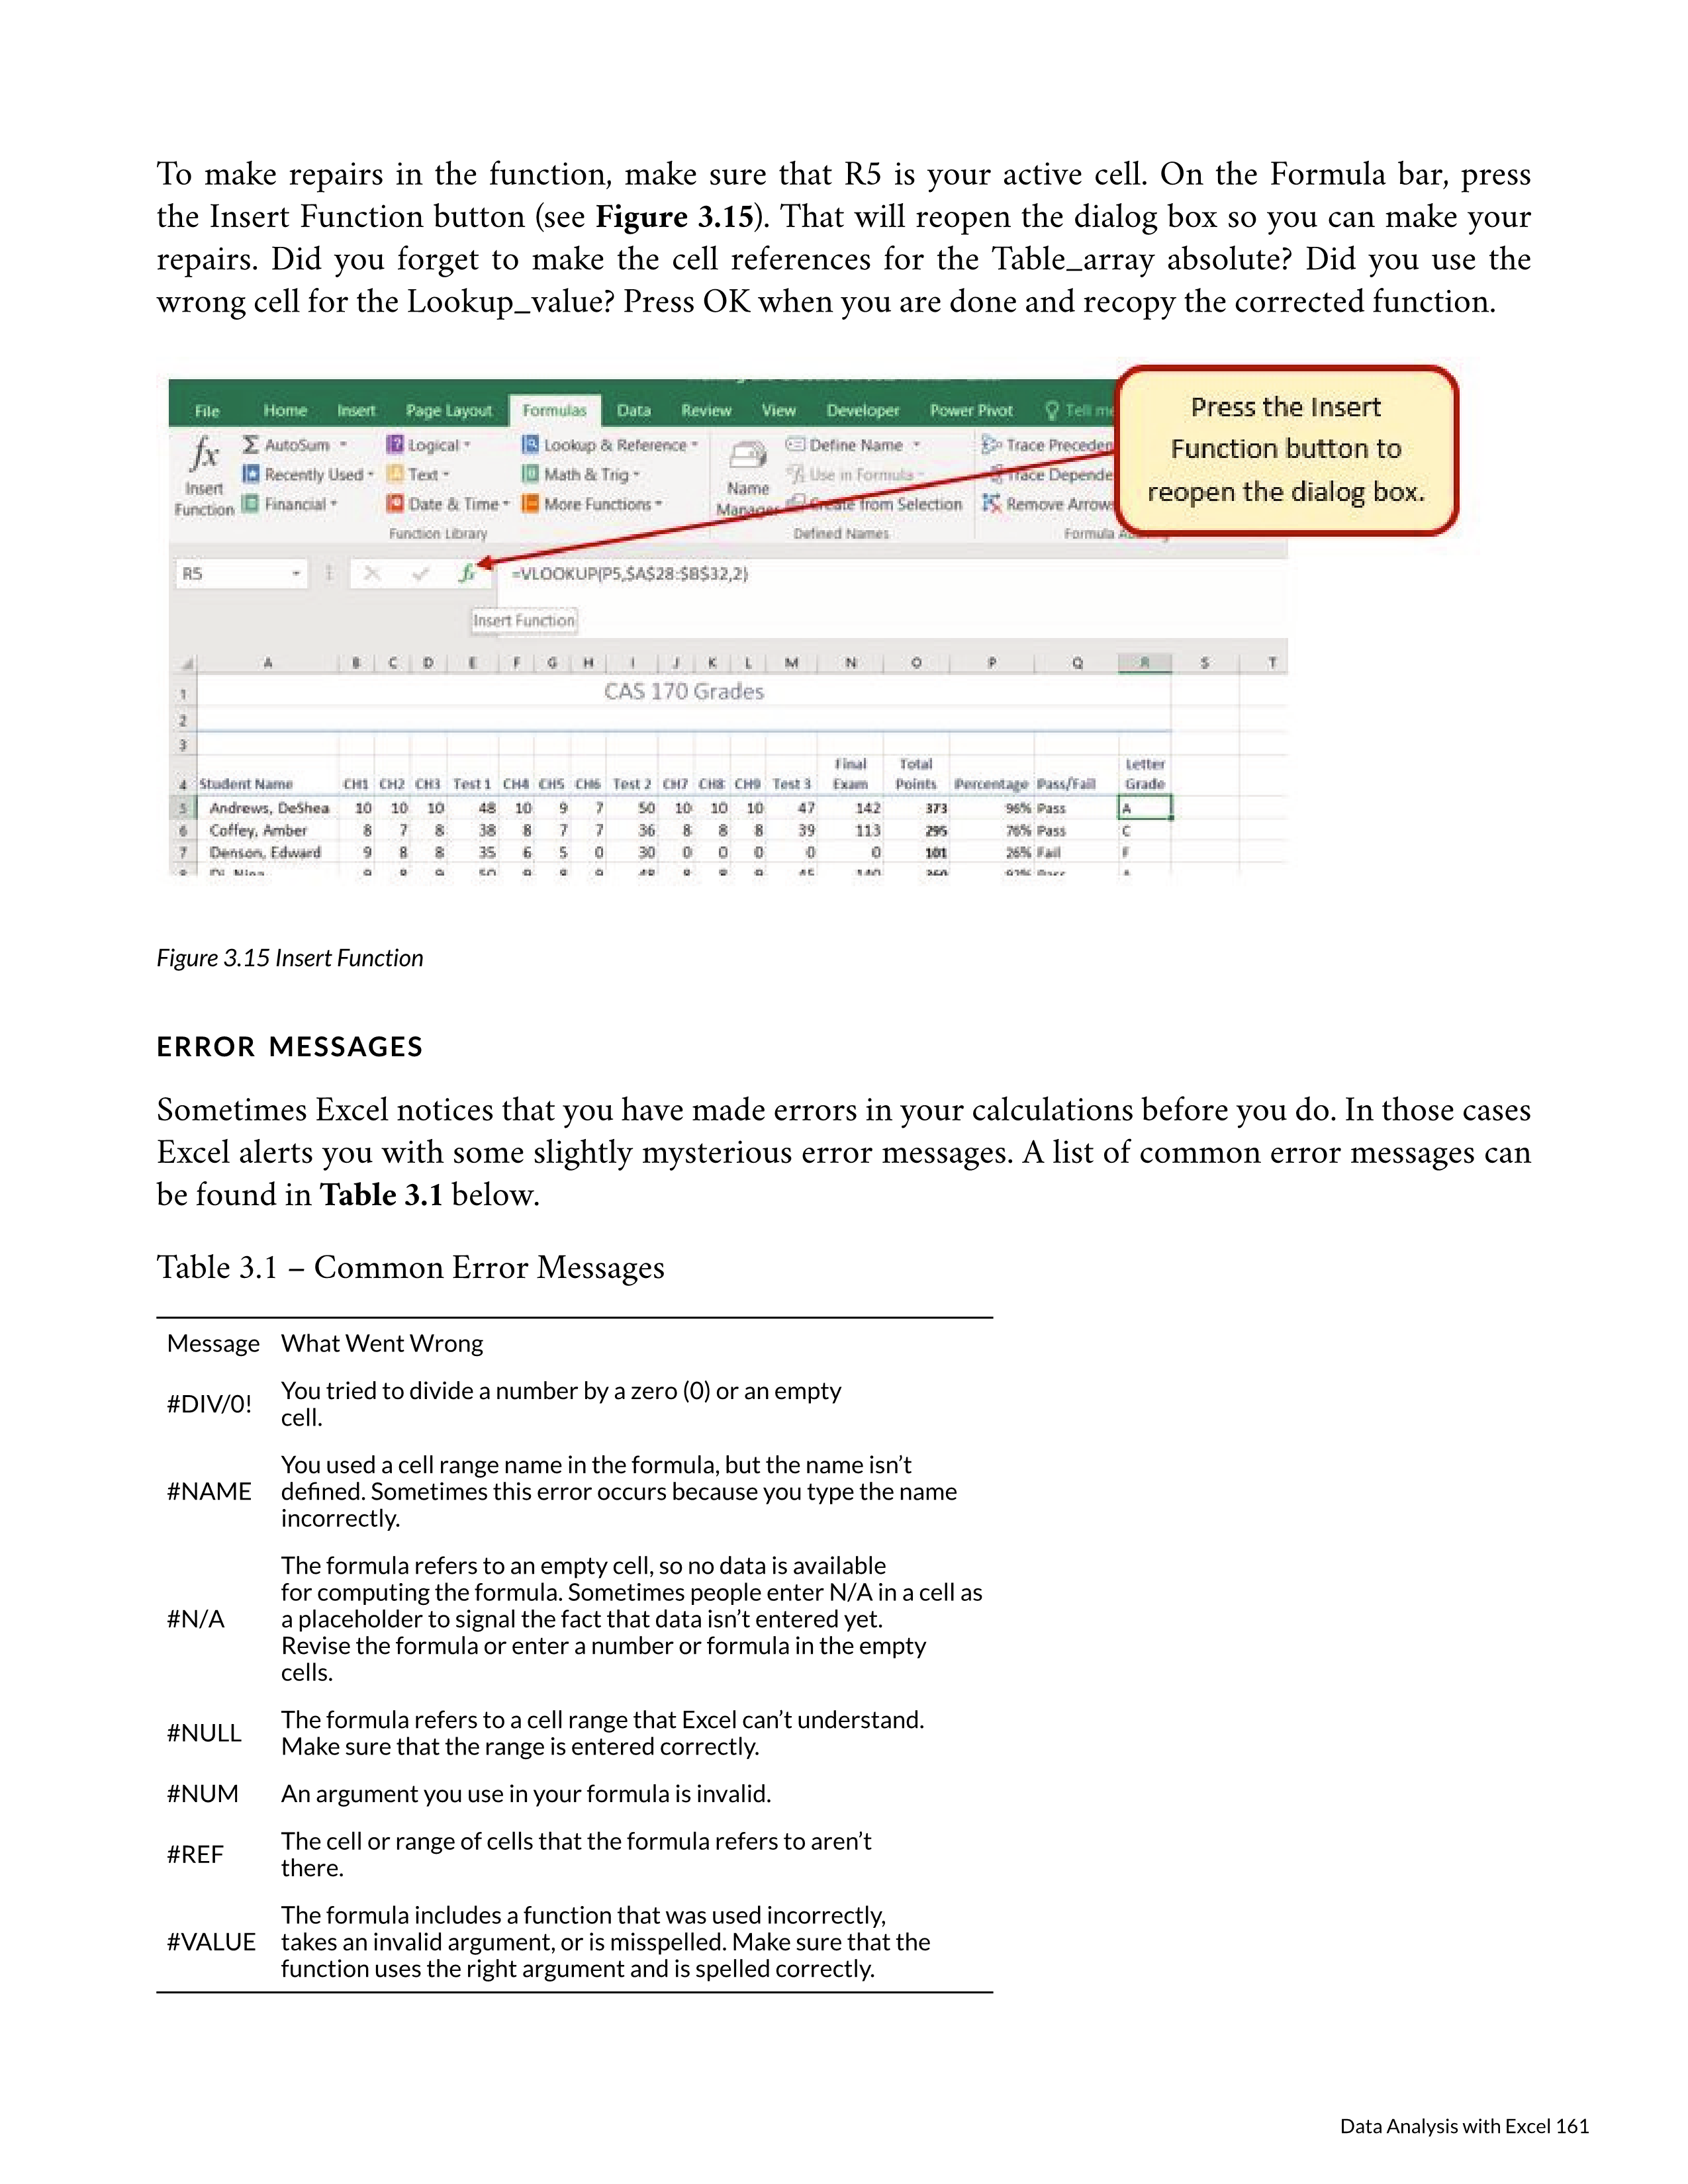 To make repairs in the function, make sure that R5 is your active cell. On the Formula bar, press
the Insert Function button (see Figure 3.15). That will reopen the dialog box so you can make your
repairs. Did you forget to make the cell references for the Table_array absolute? Did you use the
wrong cell for the Lookup_value? Press OK when you are done and recopy the corrected function.
Press the Insert
Function button to
reopen the dialog box.
File Home Insert Page Layout Formulas Data Review View Developer Power Pivot Tell me
fx AutoSum Logical Lookup & Reference Define Name Trace Preceden
Recently Used Text Math & Trig Use in Formula Trace Depende
Insert Function Financial Date & Time More Functions Name Manager Create from Selection Remove Arrow
Function Library Defined Names Formula
R5 fx =VLOOKUP(P5,$A$28:$B$32,2)
Insert Function
A B C D E F G H I J K L M N O P Q R S T
1 CAS 170 Grades
2
3
4 Student Name CH1 CH2 CH3 Test 1 CH4 CH5 CH6 Test 2 CH7 CH8 CH9 Test 3 Final Exam Total Points Percentage Pass/Fail Letter Grade
5 Andrews, DeShea 10 10 10 48 10 9 7 50 10 10 10 47 142 373 96% Pass A
6 Coffey, Amber 8 7 8 38 8 7 7 36 8 8 8 39 113 295 76% Pass C
7 Denson, Edward 9 8 8 35 6 5 0 30 0 0 0 0 0 101 26% Fail F
Figure 3.15 Insert Function
ERROR MESSAGES
Sometimes Excel notices that you have made errors in your calculations before you do. In those cases
Excel alerts you with some slightly mysterious error messages. A list of common error messages can
be found in Table 3.1 below.
Table 3.1 – Common Error Messages
Message What Went Wrong
#DIV/0! You tried to divide a number by a zero (0) or an empty
cell.
#NAME You used a cell range name in the formula, but the name isn’t
defined. Sometimes this error occurs because you type the name
incorrectly.
#N/A The formula refers to an empty cell, so no data is available
for computing the formula. Sometimes people enter N/A in a cell as
a placeholder to signal the fact that data isn’t entered yet.
Revise the formula or enter a number or formula in the empty
cells.
#NULL The formula refers to a cell range that Excel can’t understand.
Make sure that the range is entered correctly.
#NUM An argument you use in your formula is invalid.
#REF The cell or range of cells that the formula refers to aren’t
there.
#VALUE The formula includes a function that was used incorrectly,
takes an invalid argument, or is misspelled. Make sure that the
function uses the right argument and is spelled correctly.
Data Analysis with Excel 161